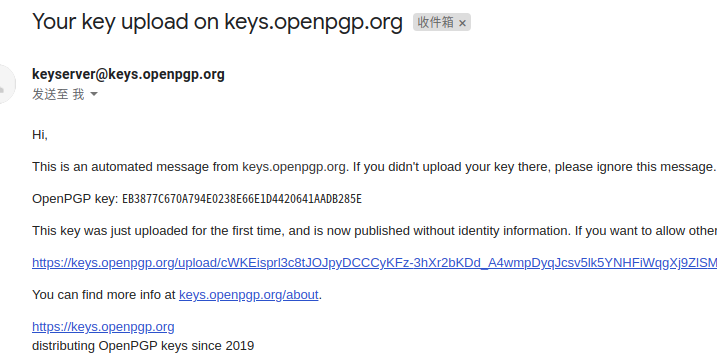 Your key upload on keys.openpgp.org 收件箱 ×
keyserver@keys.openpgp.org
发送至 我
Hi,
This is an automated message from keys.openpgp.org. If you didn't upload your key there, please ignore this message.
OpenPGP key: EB3877C670A794E0238E66E1D4420641AADB285E
This key was just uploaded for the first time, and is now published without identity information. If you want to allow other
https://keys.openpgp.org/upload/cWKEisprl3c8tJOJpyDCCCyKFz-3hXr2bKDd_A4wmpDyqJcsv5lk5YNHFiWqgXj9ZlSM
You can find more info at keys.openpgp.org/about.
https://keys.openpgp.org
distributing OpenPGP keys since 2019